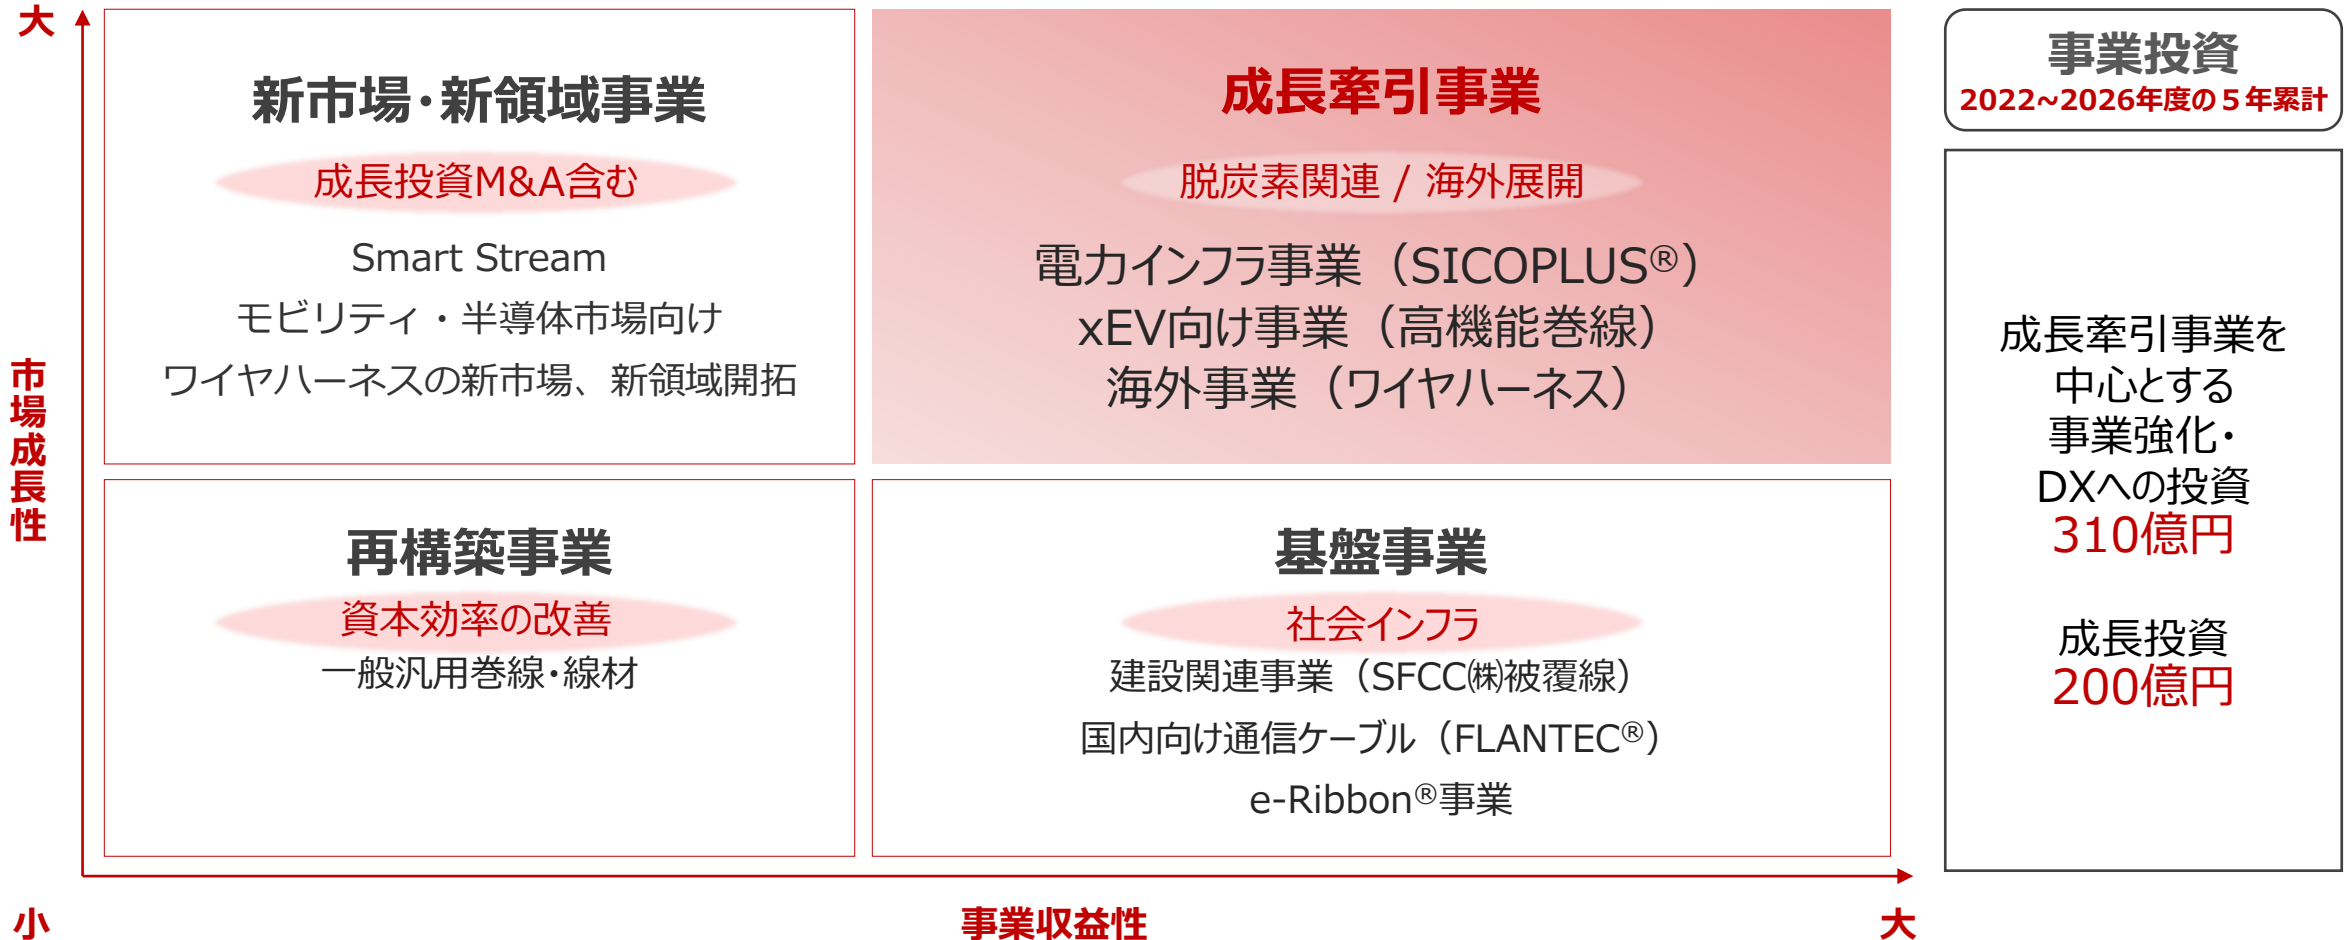 大
市場成長性
小
新市場・新領域事業
成長投資M&A含む
Smart Stream
モビリティ・半導体市場向け
ワイヤハーネスの新市場、新領域開拓
成長牽引事業
脱炭素関連 / 海外展開
電力インフラ事業（SICOPLUS®）
xEV向け事業（高機能巻線）
海外事業（ワイヤハーネス）
再構築事業
資本効率の改善
一般汎用巻線・線材
基盤事業
社会インフラ
建設関連事業（SFCC㈱被覆線）
国内向け通信ケーブル（FLANTEC®）
e-Ribbon®事業
事業収益性
大
事業投資
2022~2026年度の５年累計
成長牽引事業を
中心とする
事業強化・
DXへの投資
310億円
成長投資
200億円